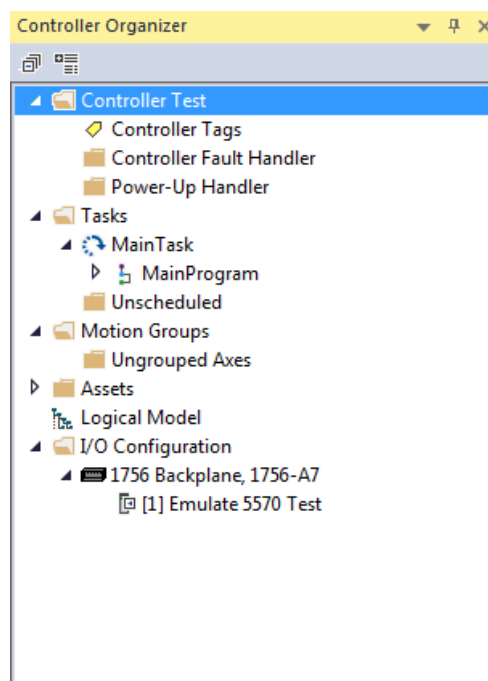 Controller Organizer
Controller Test
Controller Tags
Controller Fault Handler
Power-Up Handler
Tasks
MainTask
MainProgram
Unscheduled
Motion Groups
Ungrouped Axes
Assets
Logical Model
I/O Configuration
1756 Backplane, 1756-A7
[1] Emulate 5570 Test